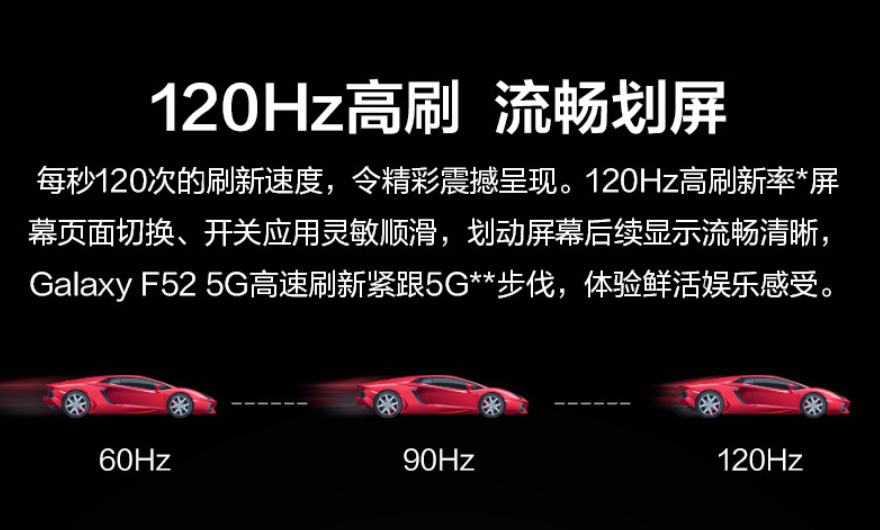 120Hz高刷 流畅划屏
每秒120次的刷新速度，令精彩震撼呈现。120Hz高刷新率*屏
幕页面切换、开关应用灵敏顺滑，划动屏幕后续显示流畅清晰，
Galaxy F52 5G高速刷新紧跟5G**步伐，体验鲜活娱乐感受。
60Hz
90Hz
120Hz